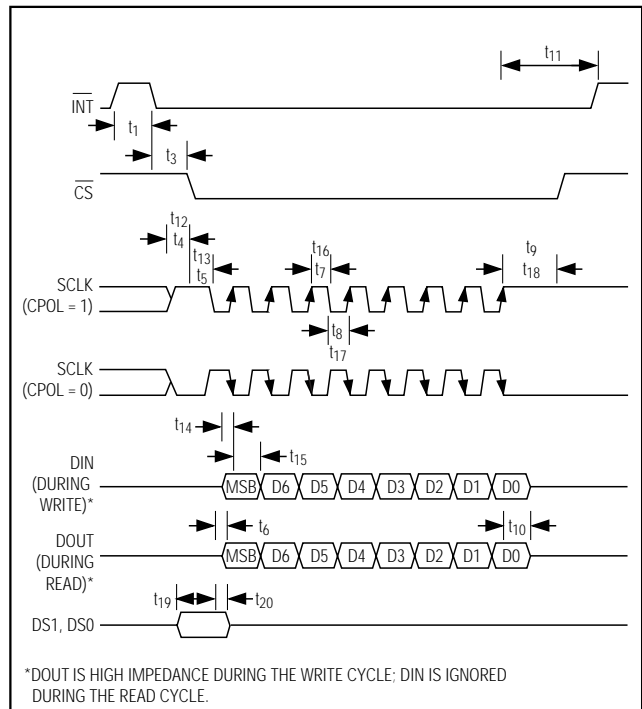 t11
INT
t1
t3
CS
t12
t4
t13
t5
t16
t7
t9
t18
SCLK
(CPOL = 1)
t8
t17
SCLK
(CPOL = 0)
t14
t15
DIN
(DURING
WRITE)*
MSB D6 D5 D4 D3 D2 D1 D0
t6
t10
DOUT
(DURING
READ)*
MSB D6 D5 D4 D3 D2 D1 D0
t19
t20
DS1, DS0
*DOUT IS HIGH IMPEDANCE DURING THE WRITE CYCLE; DIN IS IGNORED
DURING THE READ CYCLE.